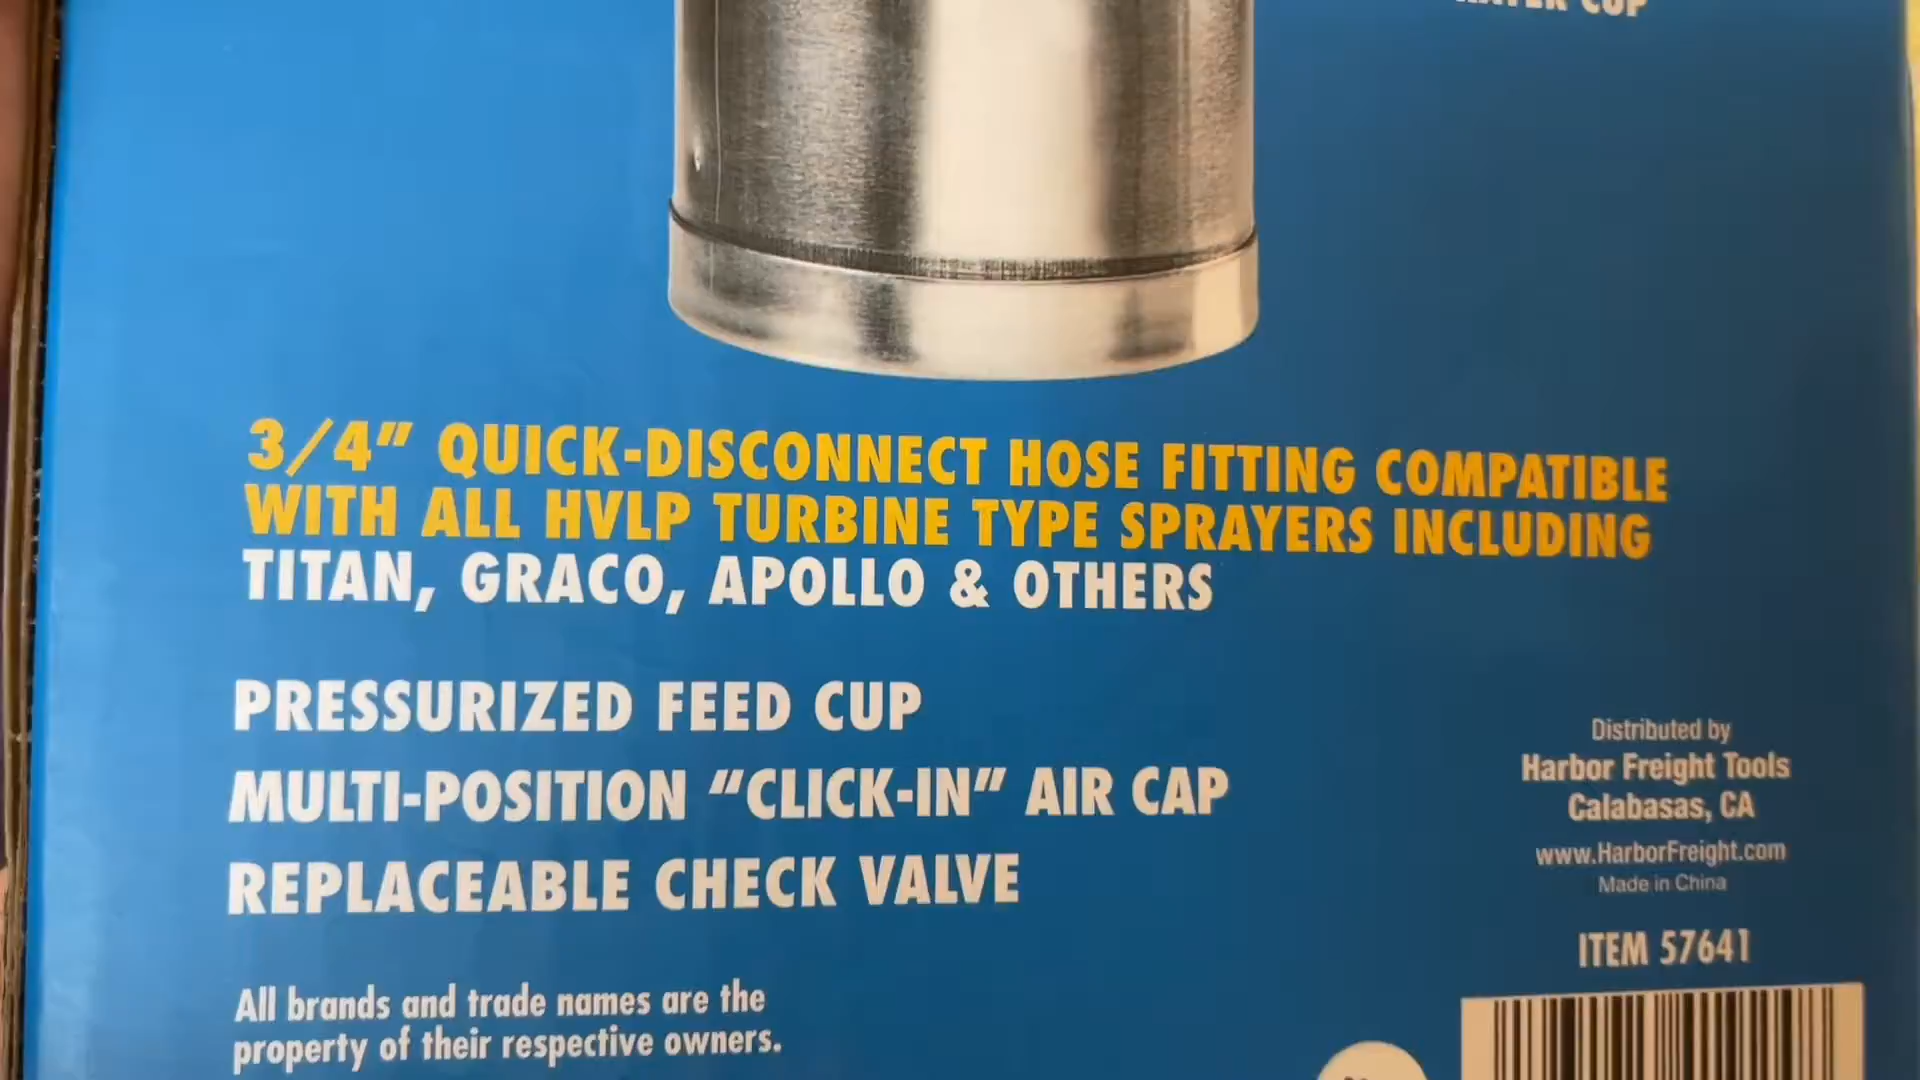 CUP
3/4" QUICK-DISCONNECT HOSE FITTING COMPATIBLE
WITH ALL HVLP TURBINE TYPE SPRAYERS INCLUDING
TITAN, GRACO, APOLLO & OTHERS
PRESSURIZED FEED CUP
MULTI-POSITION "CLICK-IN" AIR CAP
REPLACEABLE CHECK VALVE
Distributed by
Harbor Freight Tools
Calabasas, CA
www.HarborFreight.com
Made in China
ITEM 57641
All brands and trade names are the
property of their respective owners.